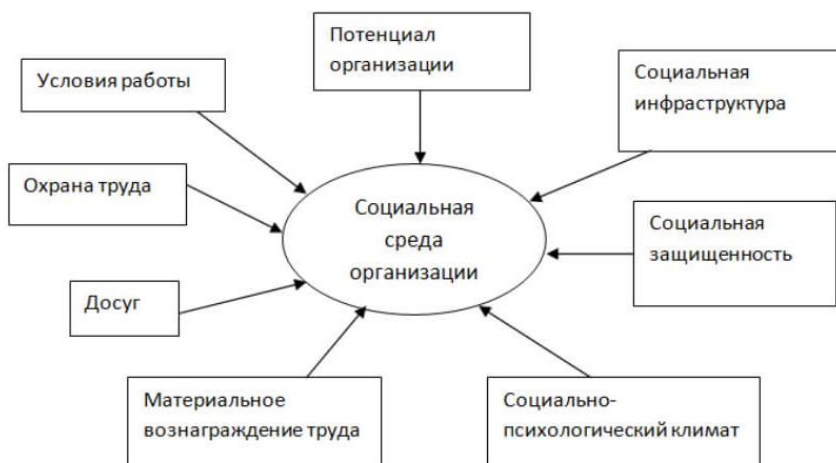 Потенциал
организации
Условия работы
Социальная
инфраструктура
Охрана труда
Социальная
среда
организации
Социальная
защищенность
Досуг
Материальное
вознаграждение труда
Социально-
психологический климат